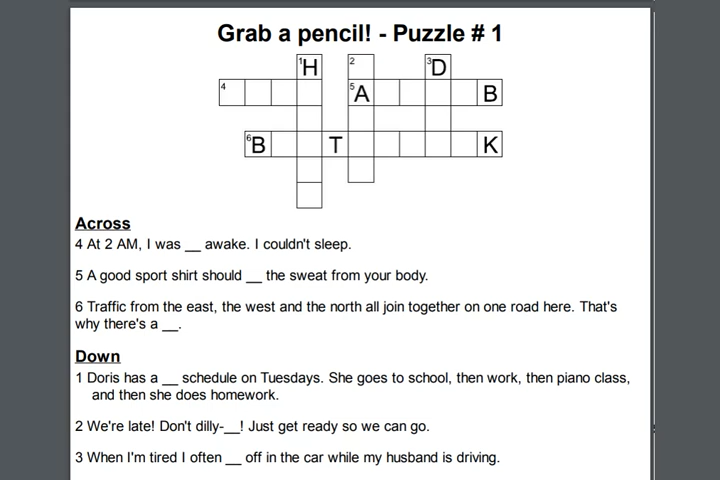 Grab a pencil! - Puzzle # 1
1 H 2 3 D
4 5 A B
6 B T K
Across
4 At 2 AM, I was __ awake. I couldn't sleep.
5 A good sport shirt should __ the sweat from your body.
6 Traffic from the east, the west and the north all join together on one road here. That's
why there's a __.
Down
1 Doris has a __ schedule on Tuesdays. She goes to school, then work, then piano class,
and then she does homework.
2 We're late! Don't dilly-__! Just get ready so we can go.
3 When I'm tired I often __ off in the car while my husband is driving.